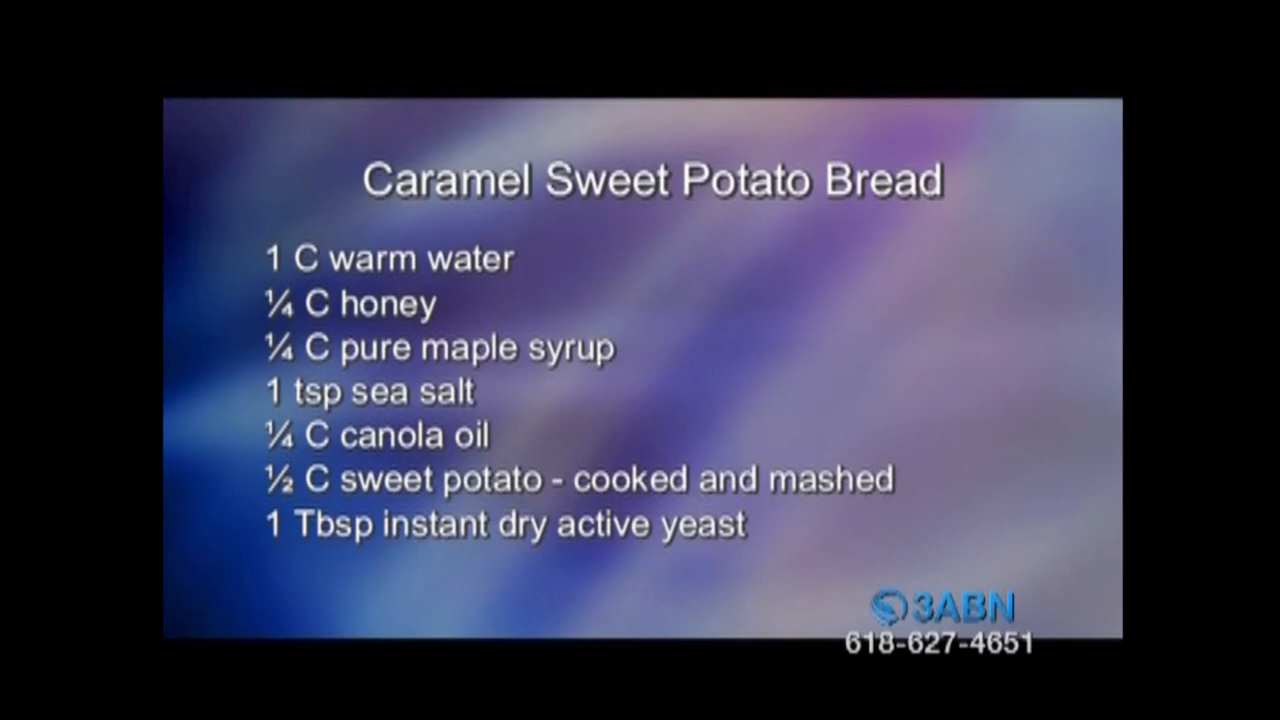 Caramel Sweet Potato Bread
1 C warm water
¼ C honey
¼ C pure maple syrup
1 tsp sea salt
¼ C canola oil
½ C sweet potato - cooked and mashed
1 Tbsp instant dry active yeast
3ABN
618-627-4651